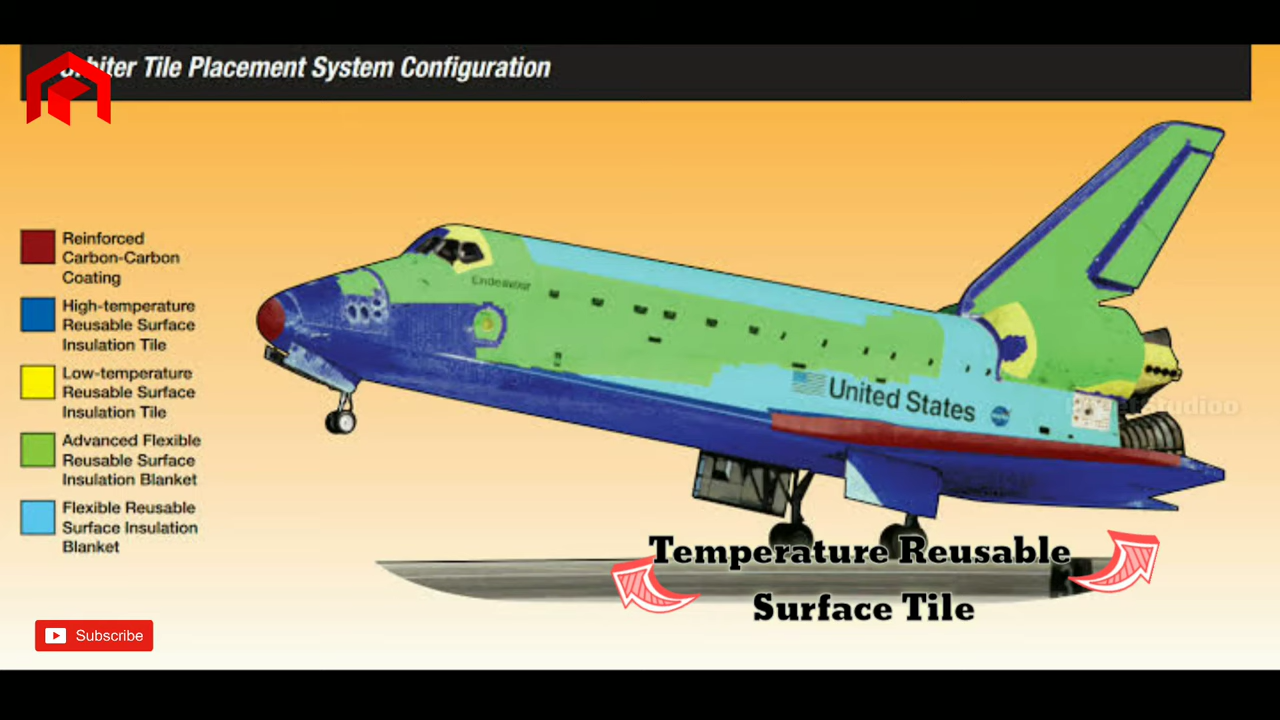 Orbiter Tile Placement System Configuration
Reinforced
Carbon-Carbon
Coating
High-temperature
Reusable Surface
Insulation Tile
Low-temperature
Reusable Surface
Insulation Tile
Advanced Flexible
Reusable Surface
Insulation Blanket
Flexible Reusable
Surface Insulation
Blanket
Endeavour
United States
Temperature Reusable
Surface Tile
Subscribe